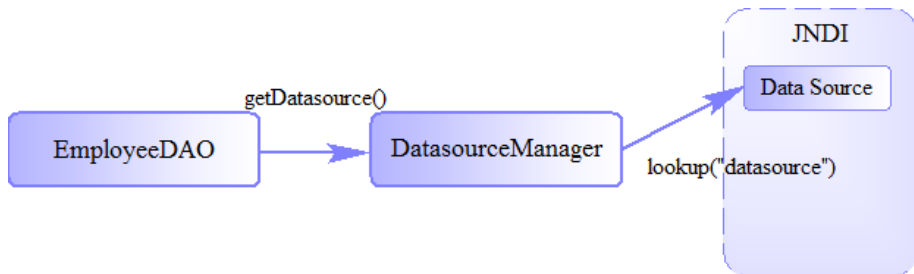 JNDI
Data Source
getDatasource()
EmployeeDAO
DatasourceManager
lookup("datasource")